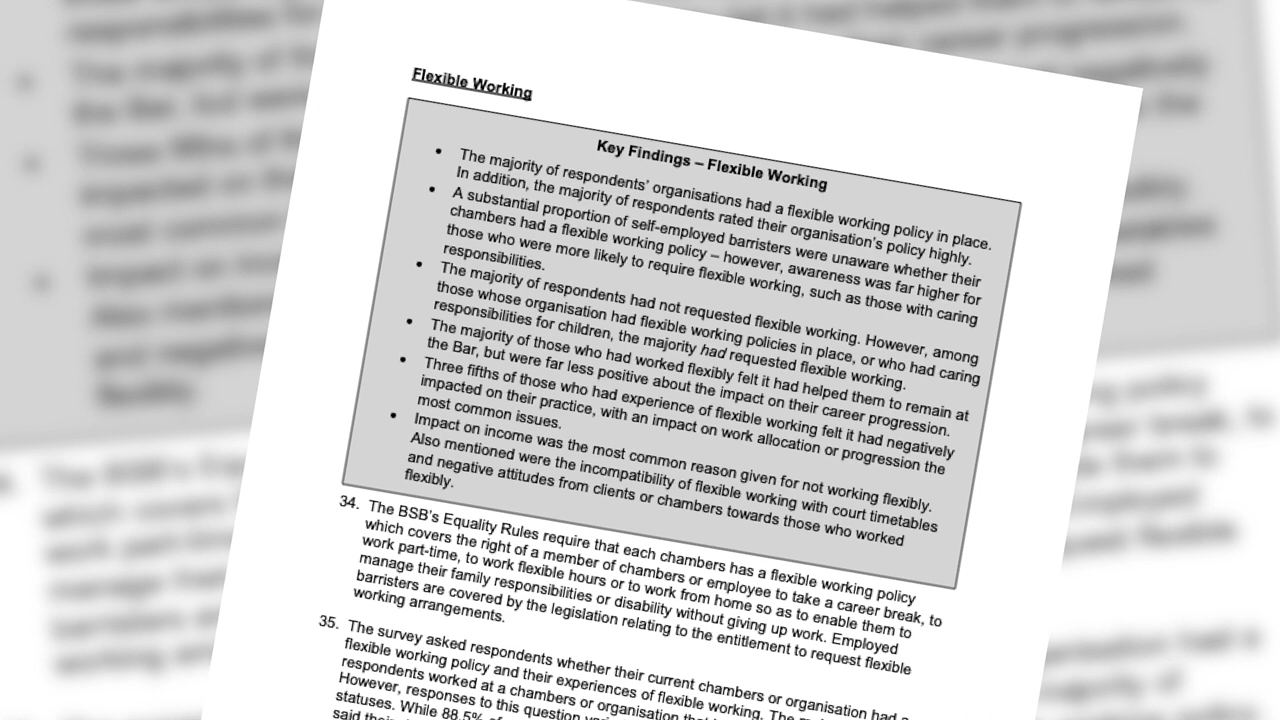 Flexible Working
Key Findings – Flexible Working
• The majority of respondents' organisations had a flexible working policy in place.
In addition, the majority of respondents rated their organisation's policy highly.
• A substantial proportion of self-employed barristers were unaware whether their
chambers had a flexible working policy – however, awareness was far higher for
those who were more likely to require flexible working, such as those with caring
responsibilities.
• The majority of respondents had not requested flexible working. However, among
those whose organisation had flexible working policies in place, or who had caring
responsibilities for children, the majority had requested flexible working.
• The majority of those who had worked flexibly felt it had helped them to remain at
the Bar, but were far less positive about the impact on their career progression.
• Three fifths of those who had experience of flexible working felt it had negatively
impacted on their practice, with an impact on work allocation or progression the
most common issues.
• Impact on income was the most common reason given for not working flexibly.
Also mentioned were the incompatibility of flexible working with court timetables
and negative attitudes from clients or chambers towards those who worked
flexibly.
34. The BSB's Equality Rules require that each chambers has a flexible working policy
which covers the right of a member of chambers or employee to take a career break, to
work part-time, to work flexible hours or to work from home so as to enable them to
manage their family responsibilities or disability without giving up work. Employed
barristers are covered by the legislation relating to the entitlement to request flexible
working arrangements.
35. The survey asked respondents whether their current chambers or organisation had a
flexible working policy and their experiences of flexible working. The
respondents worked at a chambers or organisation
However, responses to this question
statuses. While 88.5%
said